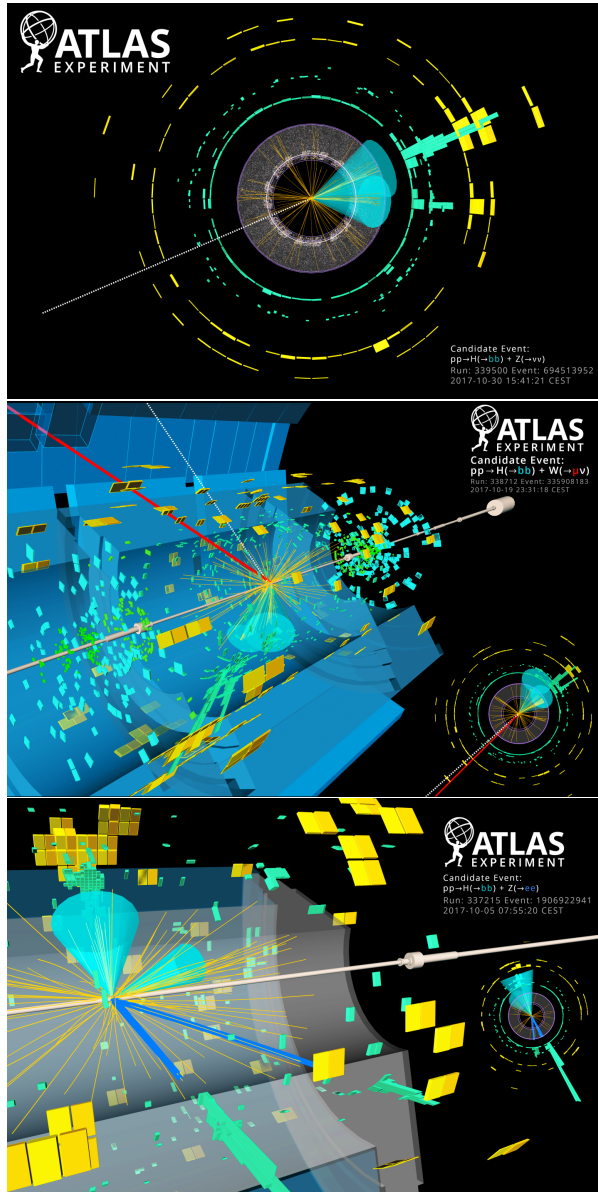 ATLAS
EXPERIMENT
Candidate Event:
pp→H(→bb) + Z(→νν)
Run: 339500 Event: 694513952
2017-10-30 15:41:21 CEST
ATLAS
EXPERIMENT
Candidate Event:
pp→H(→bb) + W(→μν)
Run: 338712 Event: 335908183
2017-10-19 23:31:18 CEST
ATLAS
EXPERIMENT
Candidate Event:
pp→H(→bb) + Z(→ee)
Run: 337215 Event: 1906922941
2017-10-05 07:55:20 CEST